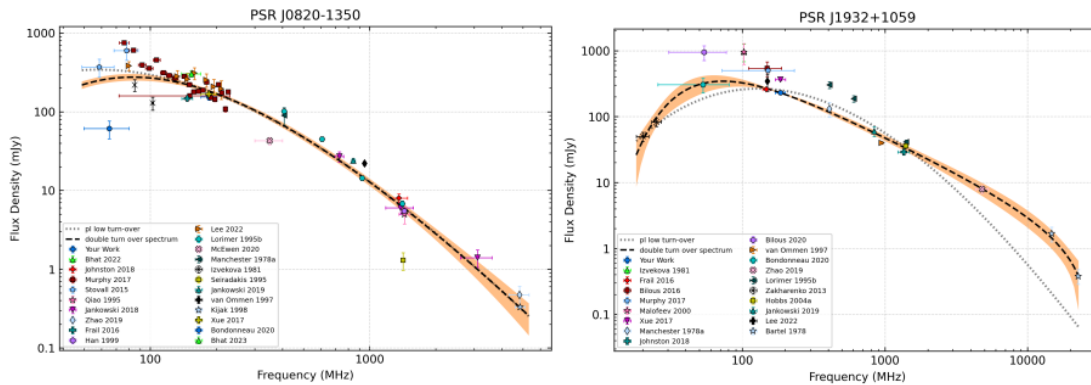 PSR J0820-1350
1000
100
10
1
0.1
Flux Density (mJy)
pl low turn-over
double turn over spectrum
Your Work
Bhat 2022
Johnston 2018
Murphy 2017
Stovall 2015
Qiao 1995
Jankowski 2018
Zhao 2019
Frail 2016
Han 1999
Lee 2022
Lorimer 1995b
McEwen 2020
Manchester 1978a
Izvekova 1981
Seiradakis 1995
Jankowski 2019
van Ommen 1997
Kijak 1998
Xue 2017
Bondonneau 2020
Bhat 2023
100
1000
Frequency (MHz)
PSR J1932+1059
1000
100
10
1
0.1
Flux Density (mJy)
pl low turn-over
double turn over spectrum
Your Work
Izvekova 1981
Frail 2016
Bilous 2016
Murphy 2017
Malofeev 2000
Xue 2017
Manchester 1978a
Johnston 2018
Bilous 2020
van Ommen 1997
Bondonneau 2020
Zhao 2019
Lorimer 1995b
Zakharenko 2013
Hobbs 2004a
Jankowski 2019
Lee 2022
Bartel 1978
100
1000
10000
Frequency (MHz)